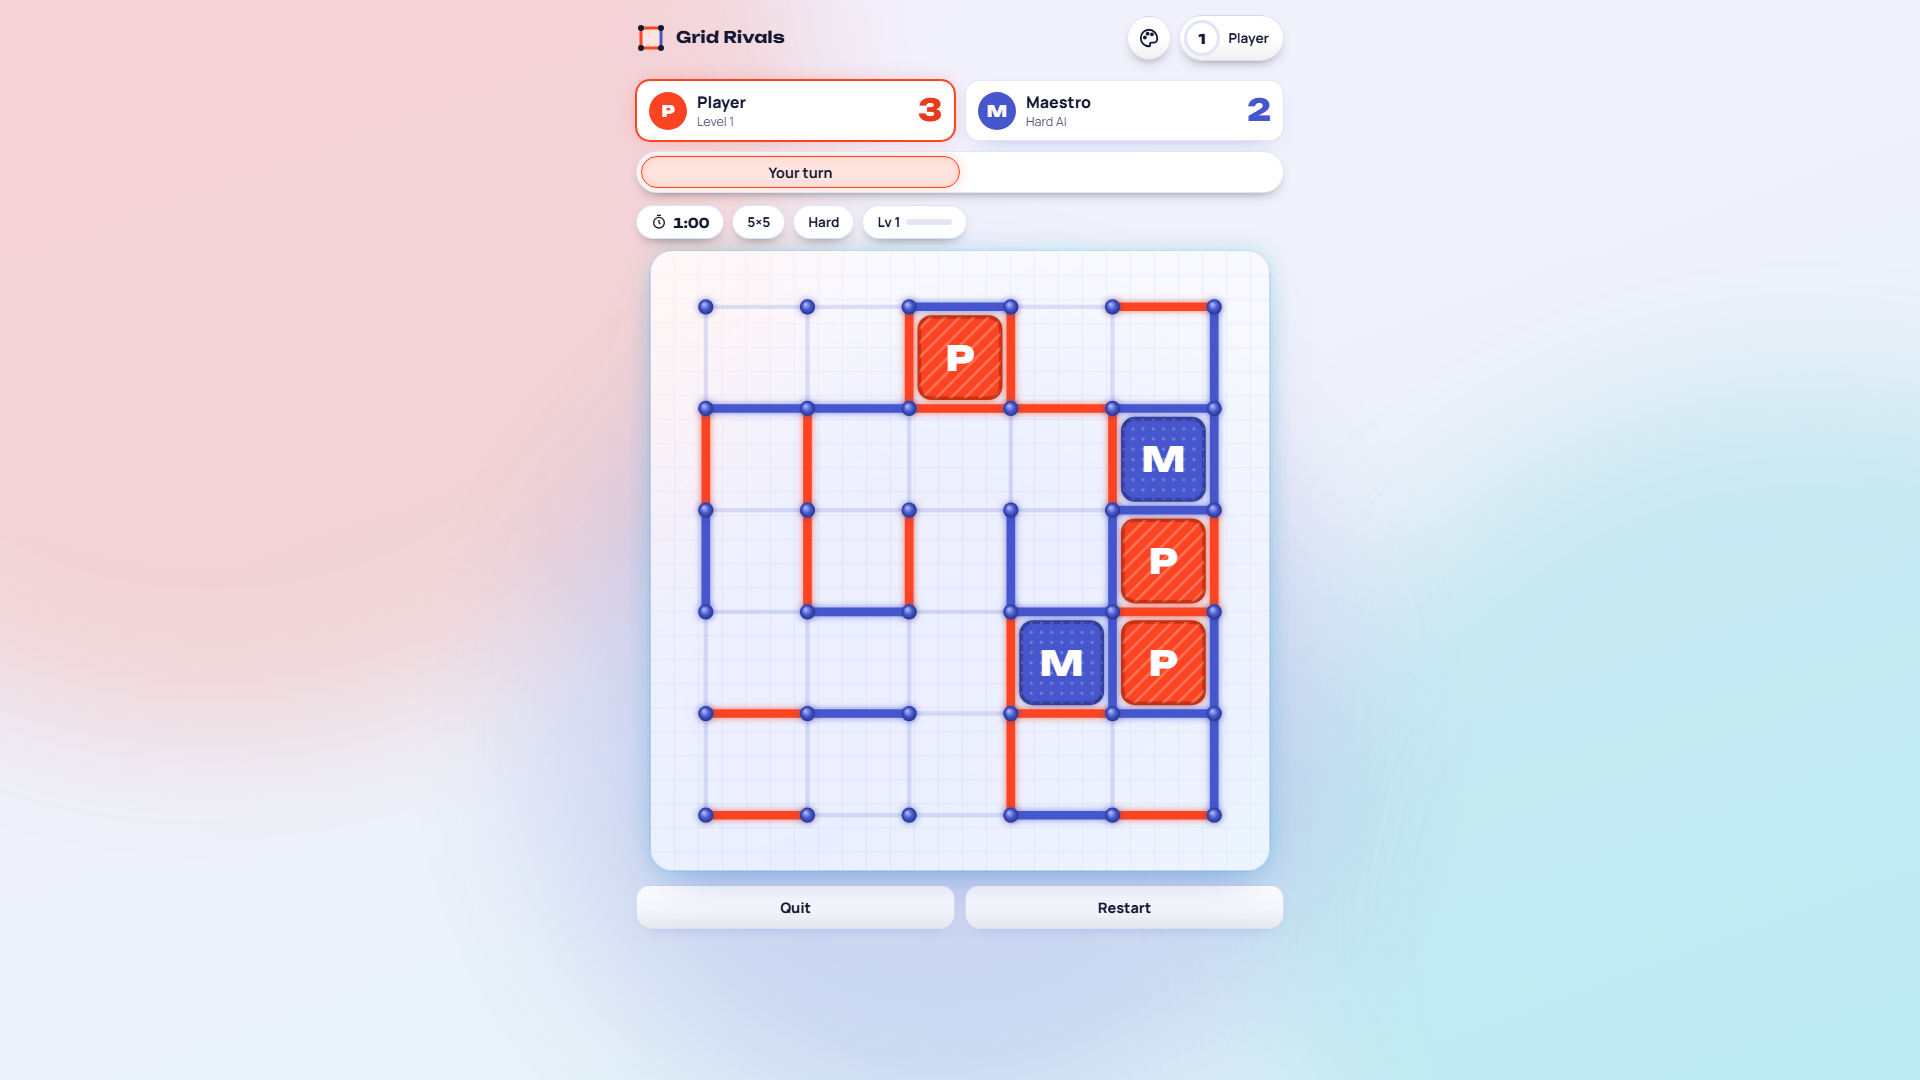 Grid Rivals
1 Player
P Player 3
Level 1
M Maestro 2
Hard AI
Your turn
1:00 5×5 Hard Lv 1
P
M
P
M P
Quit Restart